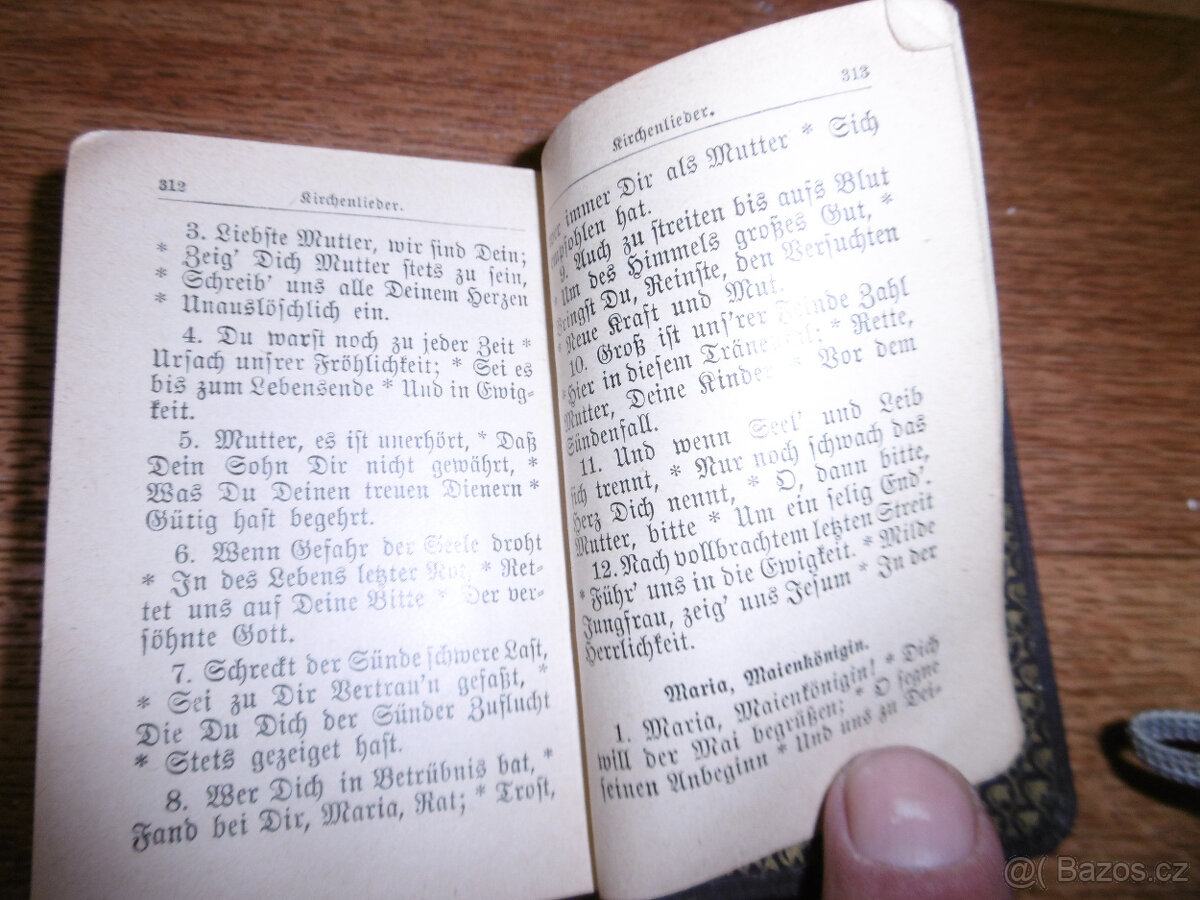 312
Kirchenlieder.
3. Liebste Mutter, wir sind Dein;
* Zeig' Dich Mutter stets zu sein,
* Schreib' uns alle Deinem Herzen
* Unauslöschlich ein.
4. Du warst noch zu jeder Zeit *
Ursach unsrer Fröhlichkeit; * Sei es
bis zum Lebensende * Und in Ewig-
keit.
5. Mutter, es ist unerhört, * Daß
Dein Sohn Dir nicht gewährt, *
Was Du Deinen treuen Dienern *
Gütig hast begehrt.
6. Wenn Gefahr der Seele droht
* In des Lebens letzter Not, * Ret-
tet uns auf Deine Bitte * Der ver-
söhnte Gott.
7. Schreckt der Sünde schwere Last,
* Sei zu Dir Vertrau'n gefaßt, *
Die Du Dich der Sünder Zuflucht
* Stets gezeiget hast.
8. Wer Dich in Betrübnis bat, *
Fand bei Dir, Maria, Rat; * Trost,
Kirchenlieder.
313
immer Dir als Mutter * Sich
empfohlen hat.
9. Auch zu streiten bis aufs Blut
* Um des Himmels großes Gut, *
Bringst Du, Reinste, den Versuchten
* Neue Kraft und Mut.
10. Groß ist uns'rer Feinde Zahl
* Hier in diesem Tränental; * Rette,
Mutter, Deine Kinder * Vor dem
Sündenfall.
11. Und wenn Seel' und Leib
sich trennt, * Nur noch schwach das
Herz Dich nennt, * O, dann bitte,
Mutter, bitte * Um ein selig End'.
12. Nach vollbrachtem letzten Streit
* Führ' uns in die Ewigkeit. * Milde
Jungfrau, zeig' uns Jesum * In der
Herrlichkeit.
Maria, Maienkönigin.
1. Maria, Maienkönigin! * Dich
will der Mai begrüßen; * O segne
seinen Anbeginn * Und uns zu Dei-
@( Bazos.cz